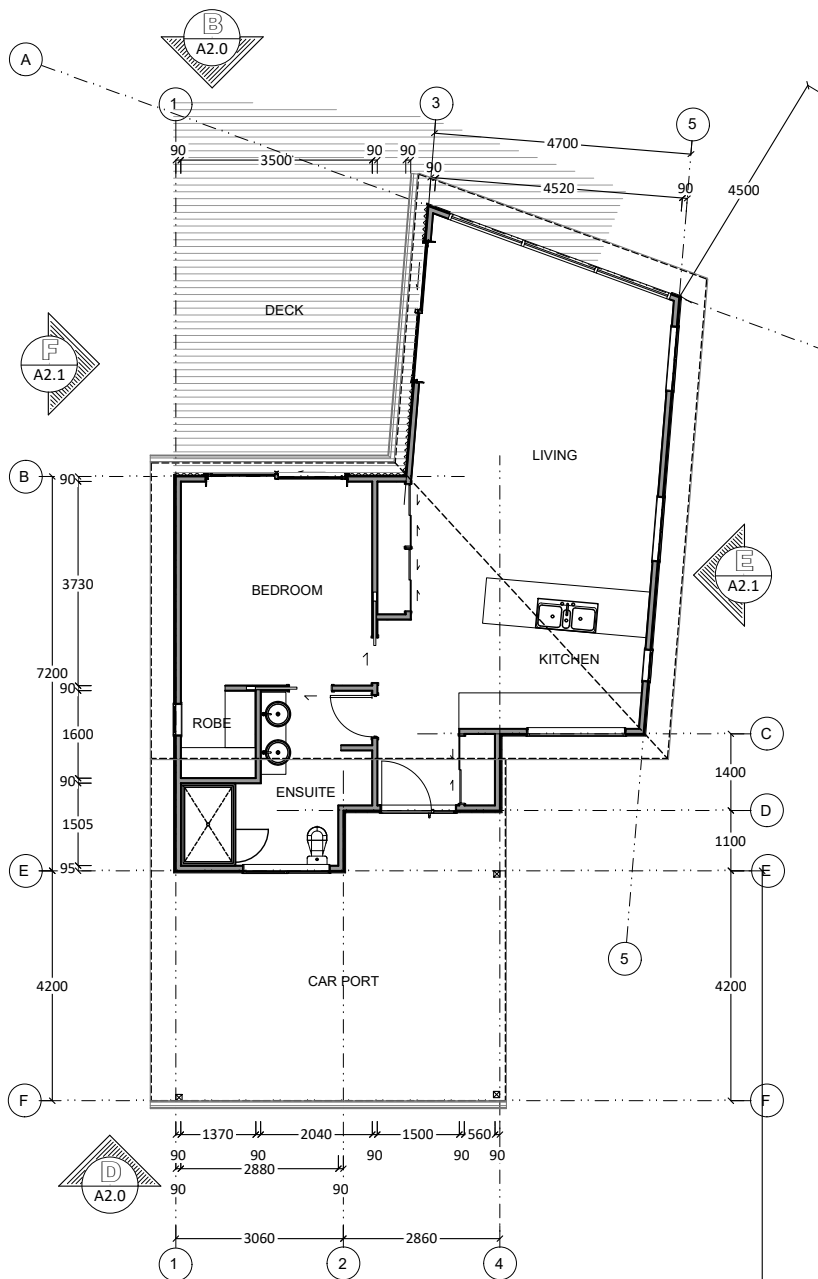 B
A2.0
A
1
3
5
4700
90
3500
90
90
90
4520
90
4500
DECK
F
A2.1
LIVING
B
90
3730
7200
90
1600
90
1505
95
BEDROOM
E
A2.1
KITCHEN
ROBE
ENSUITE
C
1400
D
1100
E
E
5
4200
CAR PORT
4200
F
F
1370
2040
1500
560
90
90
90
90
90
2880
90
90
D
A2.0
3060
2860
1
2
4